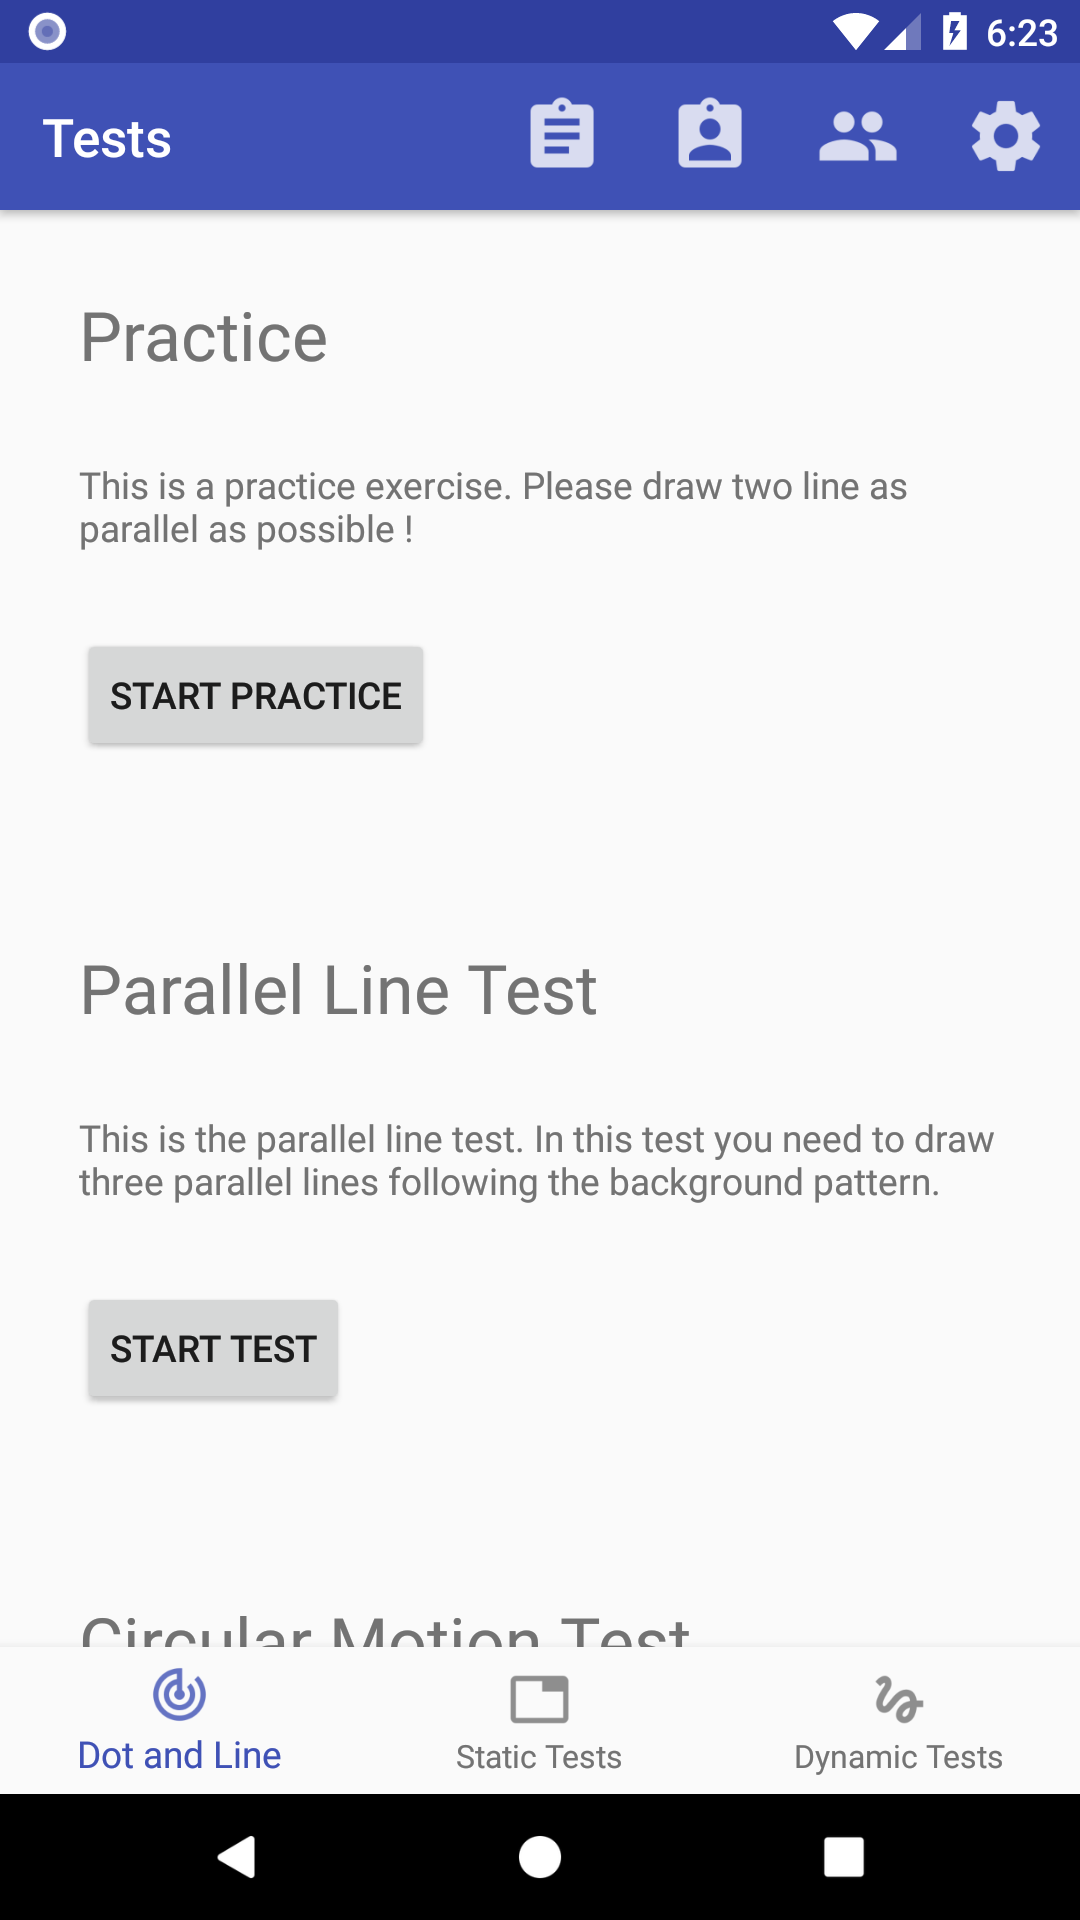 6:23
Tests
Practice
This is a practice exercise. Please draw two line as
parallel as possible !
START PRACTICE
Parallel Line Test
This is the parallel line test. In this test you need to draw
three parallel lines following the background pattern.
START TEST
Circular Motion Test
Dot and Line
Static Tests
Dynamic Tests